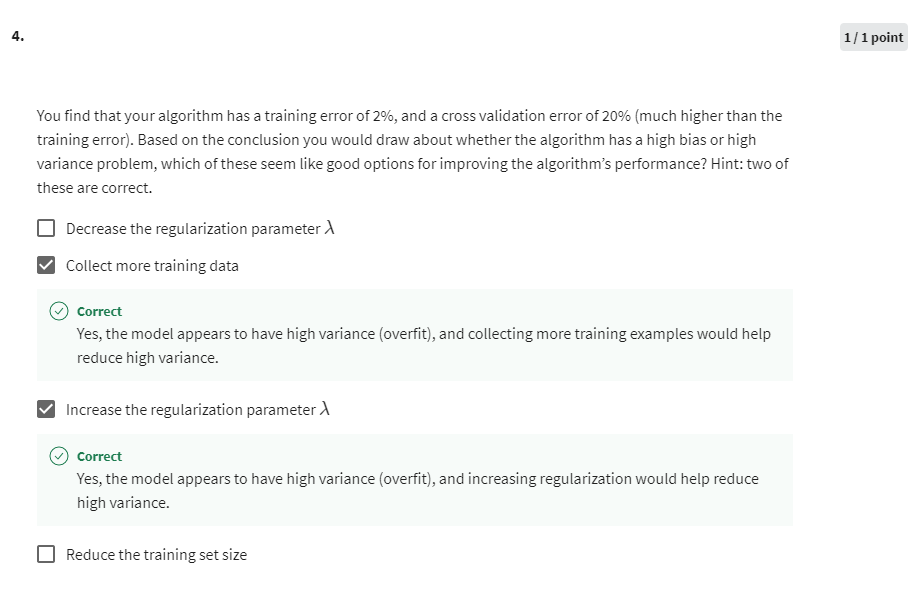 4.
1 / 1 point
You find that your algorithm has a training error of 2%, and a cross validation error of 20% (much higher than the
training error). Based on the conclusion you would draw about whether the algorithm has a high bias or high
variance problem, which of these seem like good options for improving the algorithm’s performance? Hint: two of
these are correct.
Decrease the regularization parameter λ
Collect more training data
Correct
Yes, the model appears to have high variance (overfit), and collecting more training examples would help
reduce high variance.
Increase the regularization parameter λ
Correct
Yes, the model appears to have high variance (overfit), and increasing regularization would help reduce
high variance.
Reduce the training set size